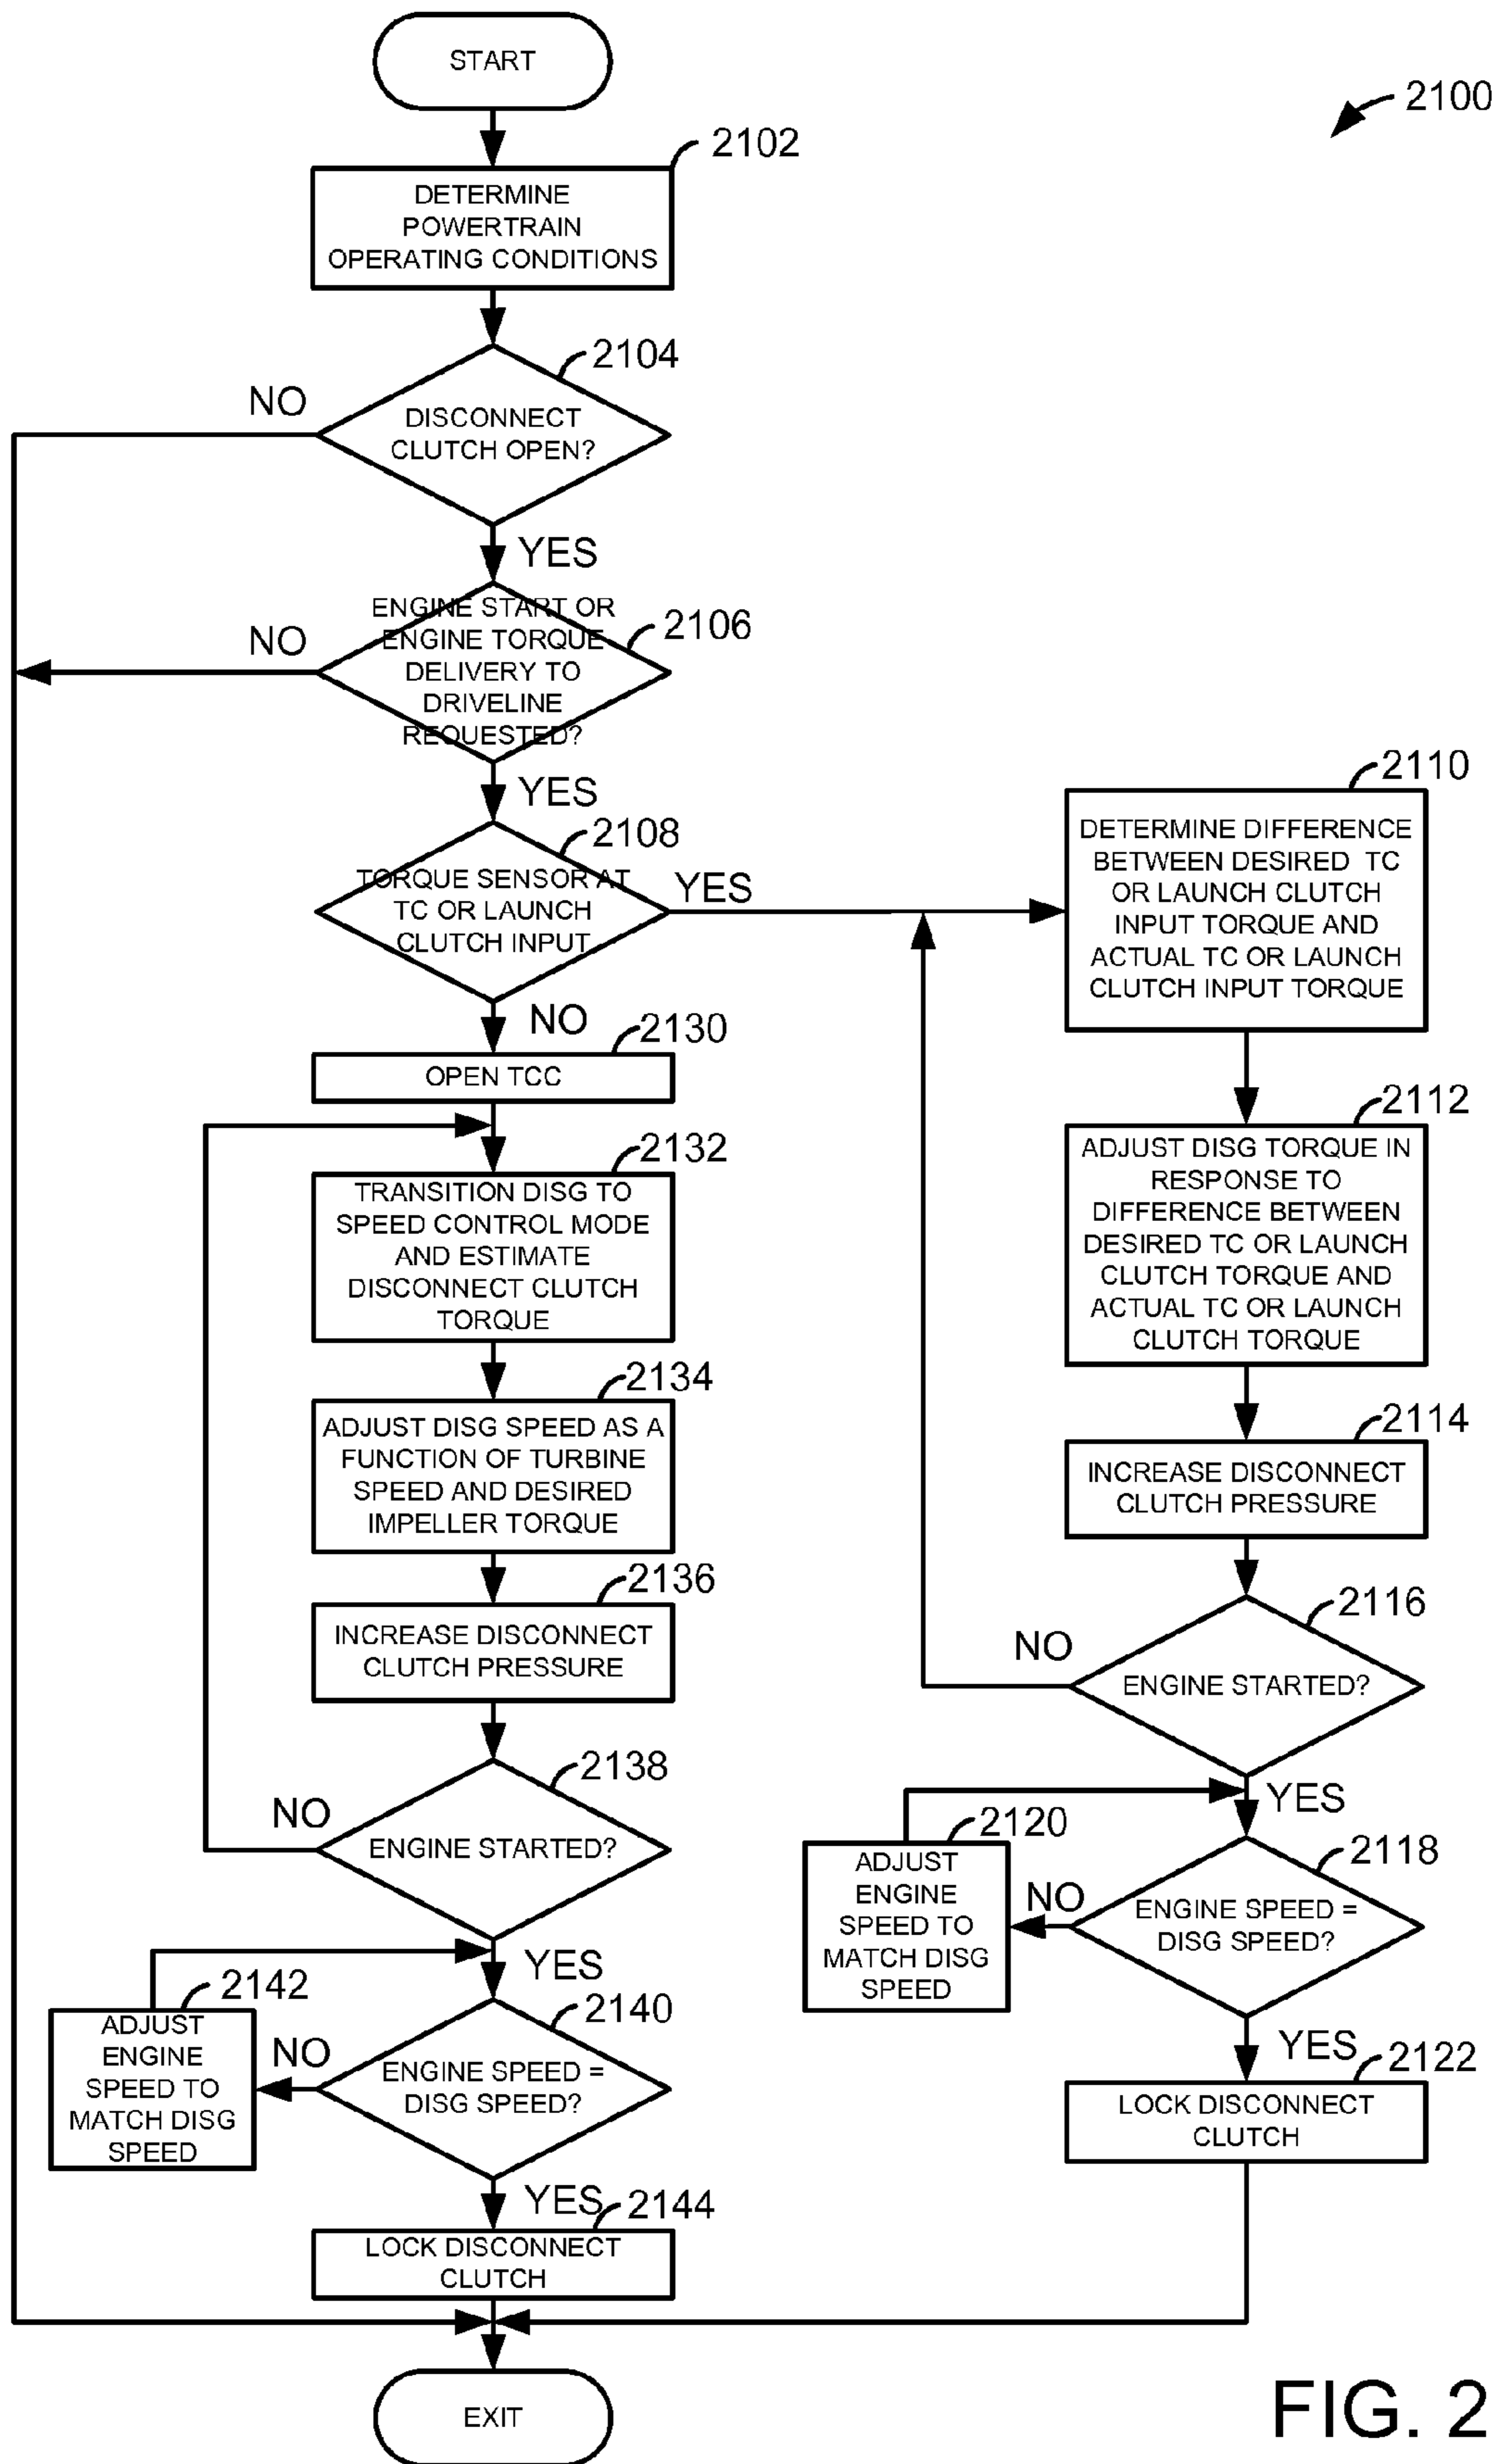 START
2100
2102
DETERMINE
POWERTRAIN
OPERATING CONDITIONS
2104
NO
DISCONNECT
CLUTCH OPEN?
YES
ENGINE START OR
ENGINE TORQUE
DELIVERY TO
DRIVELINE
REQUESTED?
2106
NO
YES
2108
TORQUE SENSOR AT
TC OR LAUNCH
CLUTCH INPUT
YES
NO
2110
DETERMINE DIFFERENCE
BETWEEN DESIRED TC
OR LAUNCH CLUTCH
INPUT TORQUE AND
ACTUAL TC OR LAUNCH
CLUTCH INPUT TORQUE
2112
ADJUST DISG TORQUE IN
RESPONSE TO
DIFFERENCE BETWEEN
DESIRED TC OR LAUNCH
CLUTCH TORQUE AND
ACTUAL TC OR LAUNCH
CLUTCH TORQUE
2114
INCREASE DISCONNECT
CLUTCH PRESSURE
2116
NO
ENGINE STARTED?
YES
2118
ENGINE SPEED =
DISG SPEED?
NO
2120
ADJUST
ENGINE
SPEED TO
MATCH DISG
SPEED
YES
2122
LOCK DISCONNECT
CLUTCH
2130
OPEN TCC
2132
TRANSITION DISG TO
SPEED CONTROL MODE
AND ESTIMATE
DISCONNECT CLUTCH
TORQUE
2134
ADJUST DISG SPEED AS A
FUNCTION OF TURBINE
SPEED AND DESIRED
IMPELLER TORQUE
2136
INCREASE DISCONNECT
CLUTCH PRESSURE
2138
NO
ENGINE STARTED?
YES
2140
ENGINE SPEED =
DISG SPEED?
NO
2142
ADJUST
ENGINE
SPEED TO
MATCH DISG
SPEED
YES
2144
LOCK DISCONNECT
CLUTCH
EXIT
FIG. 2